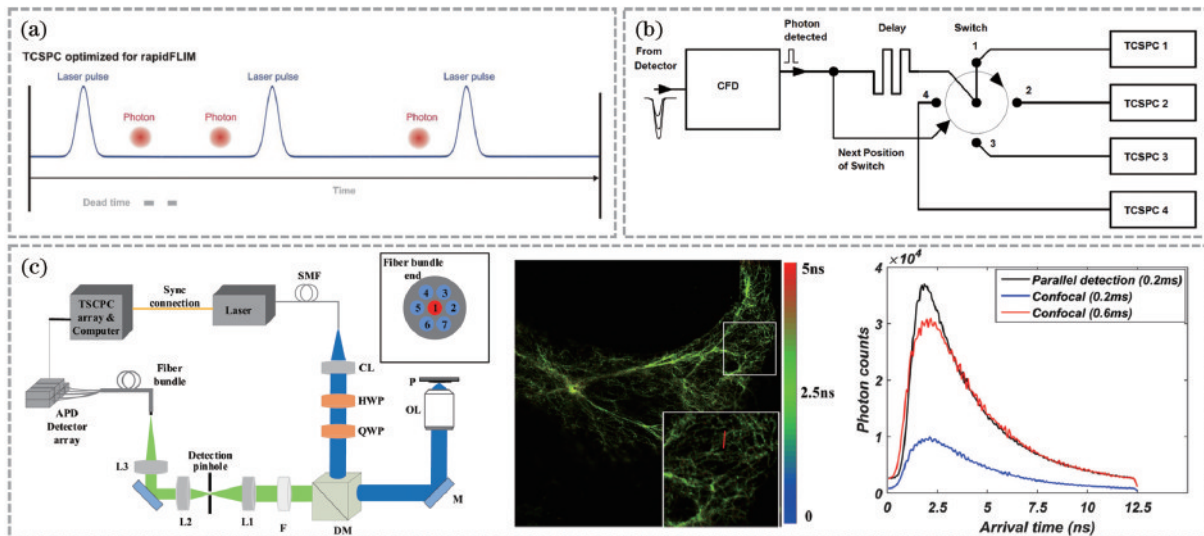 (a)
TCSPC optimized for rapidFLIM
Laser pulse
Laser pulse
Laser pulse
Photon
Photon
Photon
Time
Dead time
(b)
From
Detector
CFD
Photon
detected
Delay
Switch
1
2
3
4
Next Position
of Switch
TCSPC 1
TCSPC 2
TCSPC 3
TCSPC 4
(c)
TSCPC
array &
Computer
Sync
connection
Laser
SMF
Fiber bundle
end
4
3
5
1
2
6
7
Fiber
bundle
APD
Detector
array
CL
HWP
QWP
P
OL
L3
Detection
pinhole
L2
L1
F
DM
M
5ns
2.5ns
0
×10⁴
4
3
2
1
0
Photon counts
Parallel detection (0.2ms)
Confocal (0.2ms)
Confocal (0.6ms)
0
2.5
5
7.5
10
12.5
Arrival time (ns)